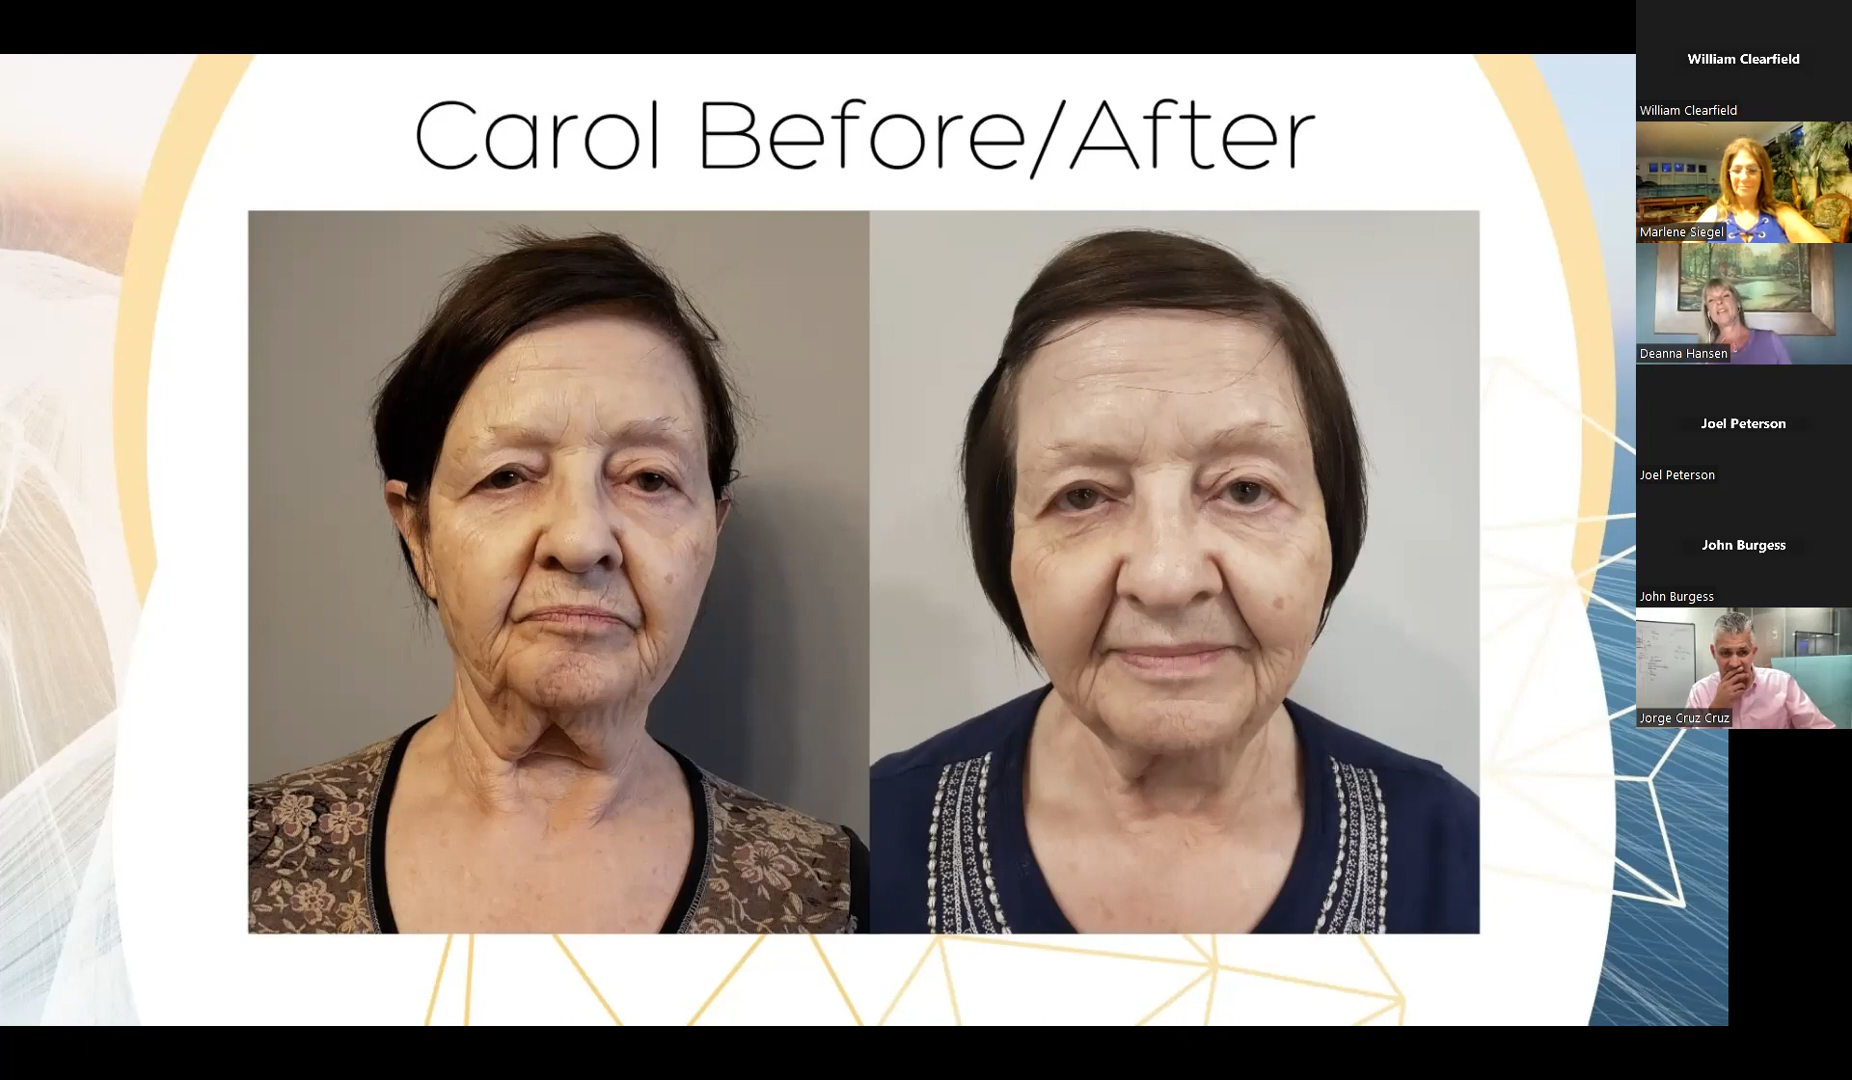 Carol Before/After
William Clearfield
William Clearfield
Marlene Siegel
Deanna Hansen
Joel Peterson
Joel Peterson
John Burgess
John Burgess
Jorge Cruz Cruz